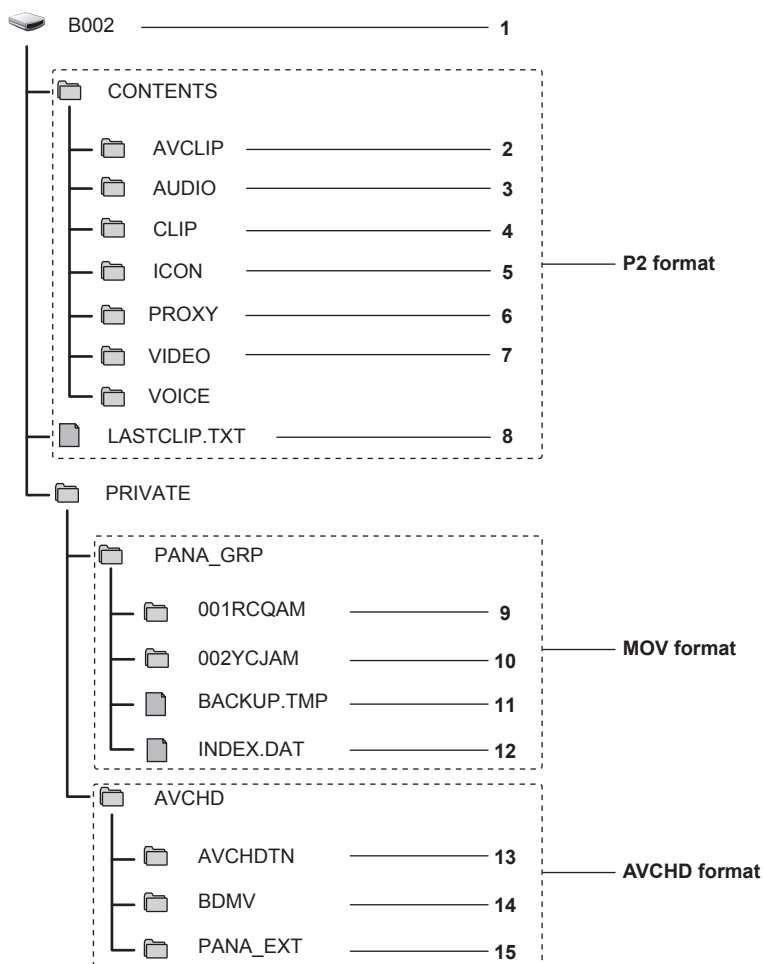 B002 1
CONTENTS
AVCLIP 2
AUDIO 3
CLIP 4
ICON 5
P2 format
PROXY 6
VIDEO 7
VOICE
LASTCLIP.TXT 8
PRIVATE
PANA_GRP
001RCQAM 9
MOV format
002YCJAM 10
BACKUP.TMP 11
INDEX.DAT 12
AVCHD
AVCHDTN 13
AVCHD format
BDMV 14
PANA_EXT 15